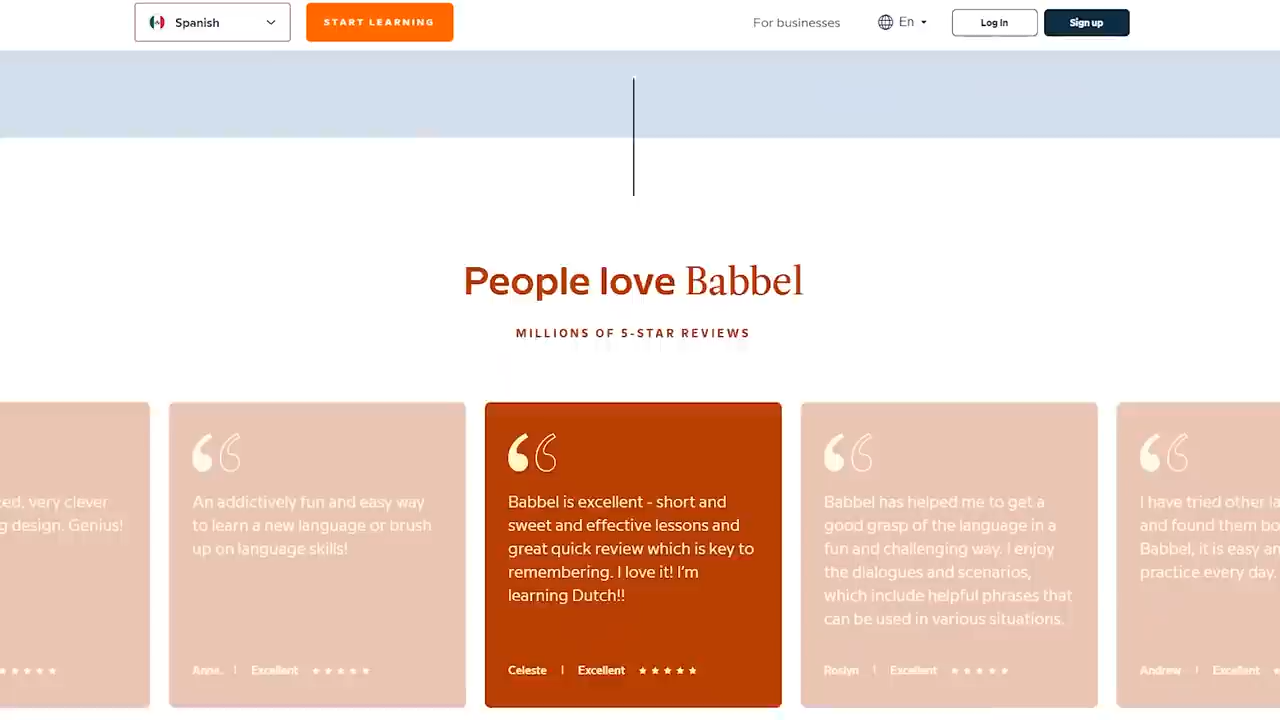 Spanish
START LEARNING
For businesses
En
Log In
Sign up
People love Babbel
MILLIONS OF 5-STAR REVIEWS
very clever
design. Genius!
An addictively fun and easy way
to learn a new language or brush
up on language skills!
Anne. | Excellent
Babbel is excellent - short and
sweet and effective lessons and
great quick review which is key to
remembering. I love it! I'm
learning Dutch!!
Celeste | Excellent
Babbel has helped me to get a
good grasp of the language in a
fun and challenging way. I enjoy
the dialogues and scenarios,
which include helpful phrases that
can be used in various situations.
Roslyn | Excellent
I have tried other
and found them
Babbel, it is easy
practice every day.
Andrew | Excellent